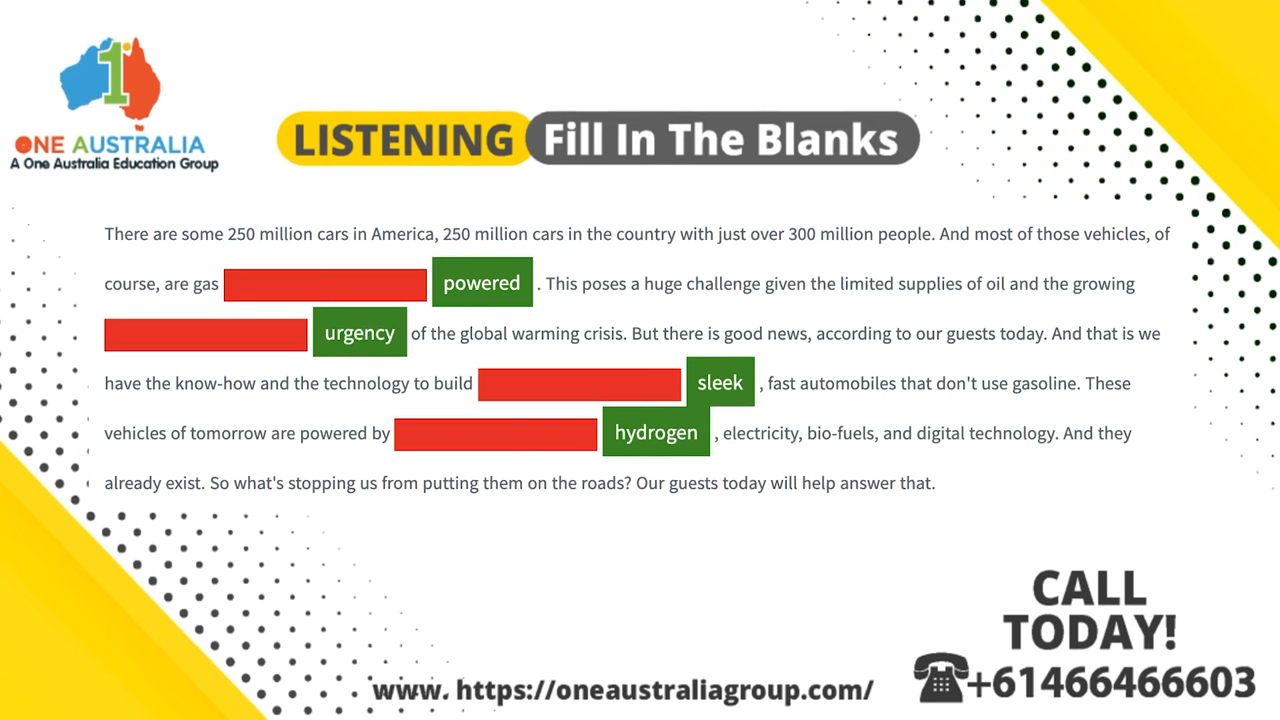 1
ONE AUSTRALIA
A One Australia Education Group
LISTENING Fill In The Blanks
There are some 250 million cars in America, 250 million cars in the country with just over 300 million people. And most of those vehicles, of
course, are gas powered . This poses a huge challenge given the limited supplies of oil and the growing
urgency of the global warming crisis. But there is good news, according to our guests today. And that is we
have the know-how and the technology to build sleek , fast automobiles that don't use gasoline. These
vehicles of tomorrow are powered by hydrogen , electricity, bio-fuels, and digital technology. And they
already exist. So what's stopping us from putting them on the roads? Our guests today will help answer that.
CALL
TODAY!
+61466466603
www. https://oneaustraliagroup.com/